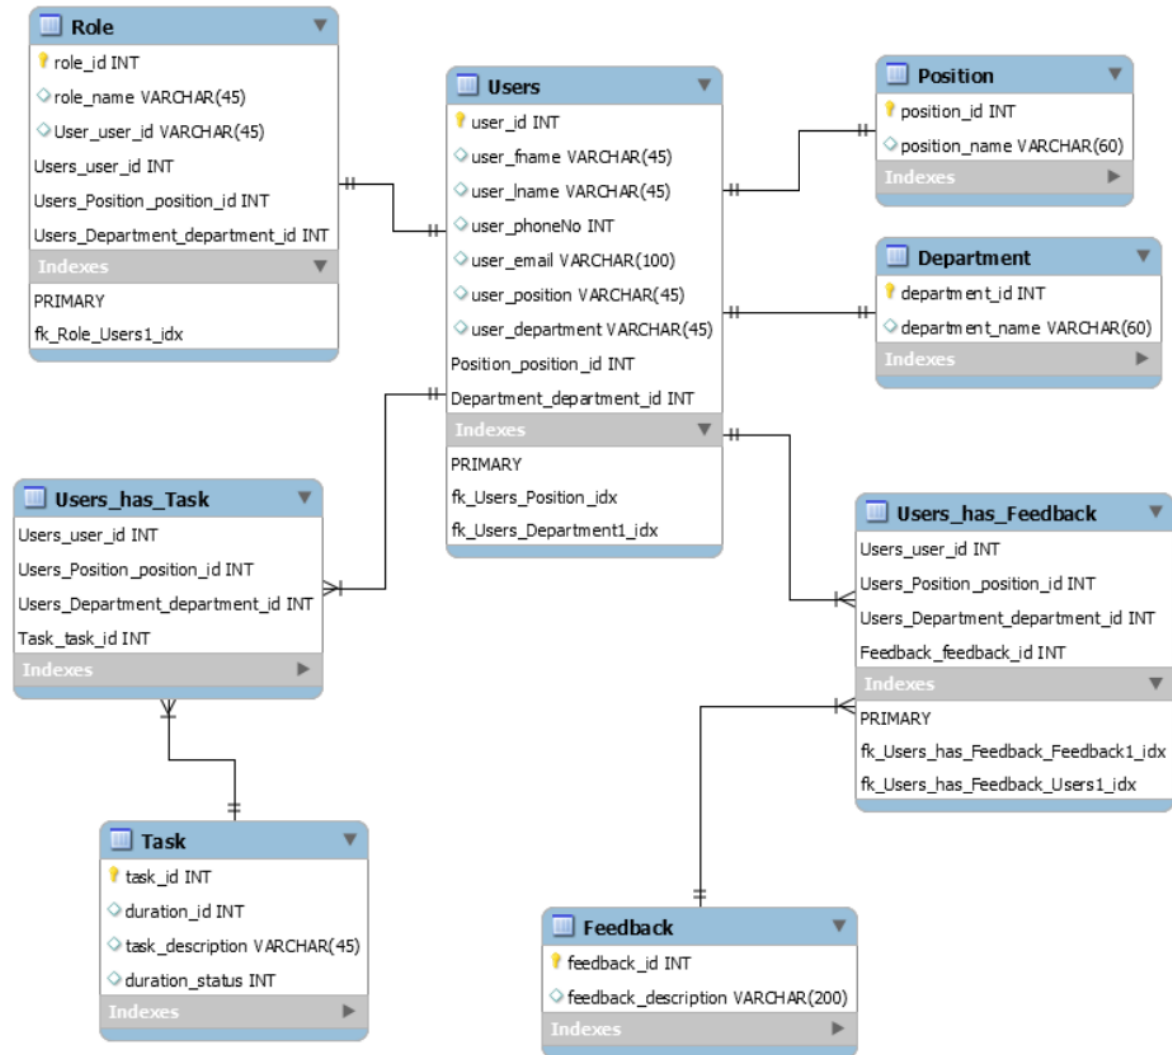 Role
role_id INT
role_name VARCHAR(45)
User_user_id VARCHAR(45)
Users_user_id INT
Users_Position_position_id INT
Users_Department_department_id INT
Indexes
PRIMARY
fk_Role_Users1_idx
Users
user_id INT
user_fname VARCHAR(45)
user_lname VARCHAR(45)
user_phoneNo INT
user_email VARCHAR(100)
user_position VARCHAR(45)
user_department VARCHAR(45)
Position_position_id INT
Department_department_id INT
Indexes
PRIMARY
fk_Users_Position_idx
fk_Users_Department1_idx
Position
position_id INT
position_name VARCHAR(60)
Indexes
Department
department_id INT
department_name VARCHAR(60)
Indexes
Users_has_Task
Users_user_id INT
Users_Position_position_id INT
Users_Department_department_id INT
Task_task_id INT
Indexes
Users_has_Feedback
Users_user_id INT
Users_Position_position_id INT
Users_Department_department_id INT
Feedback_feedback_id INT
Indexes
PRIMARY
fk_Users_has_Feedback_Feedback1_idx
fk_Users_has_Feedback_Users1_idx
Task
task_id INT
duration_id INT
task_description VARCHAR(45)
duration_status INT
Indexes
Feedback
feedback_id INT
feedback_description VARCHAR(200)
Indexes